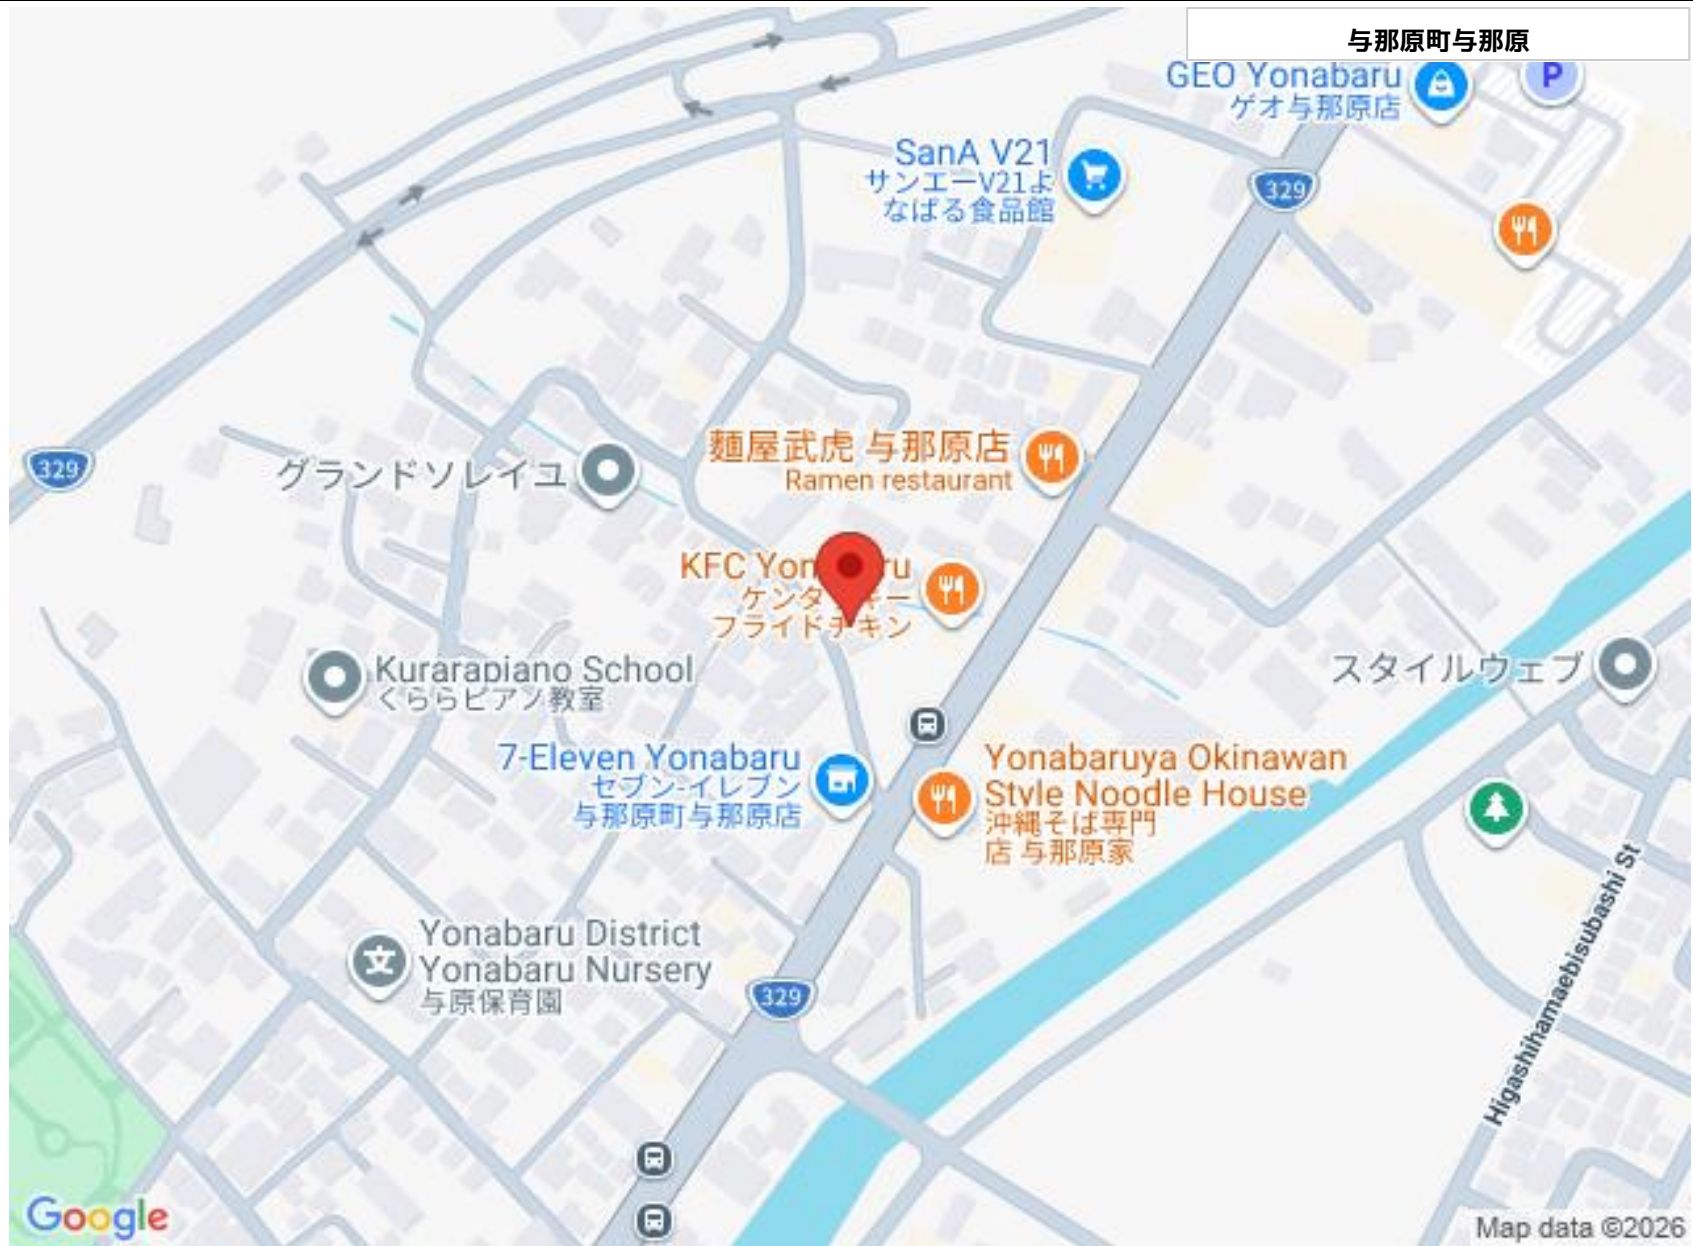 与那原町与那原
GEO Yonabaru
ゲオ与那原店
P
SanA V21
サンエーV21よ
なばる食品館
329
329
麺屋武虎 与那原店
Ramen restaurant
グランドソレイユ
KFC Yon ru
ケンタ キー
フライドチキン
Kurarapiano School
くららピアノ教室
スタイルウェブ
7-Eleven Yonabaru
セブン-イレブン
与那原町与那原店
Yonabaruya Okinawan
Style Noodle House
沖縄そば専門
店 与那原家
Higashihamaebisubashi St
Yonabaru District
Yonabaru Nursery
与原保育園
文
329
Google
Map data ©2026